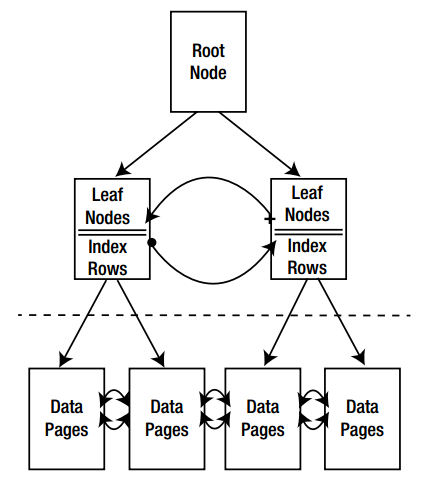 Root
Node
Leaf
Nodes
Index
Rows
Leaf
Nodes
Index
Rows
Data
Pages
Data
Pages
Data
Pages
Data
Pages